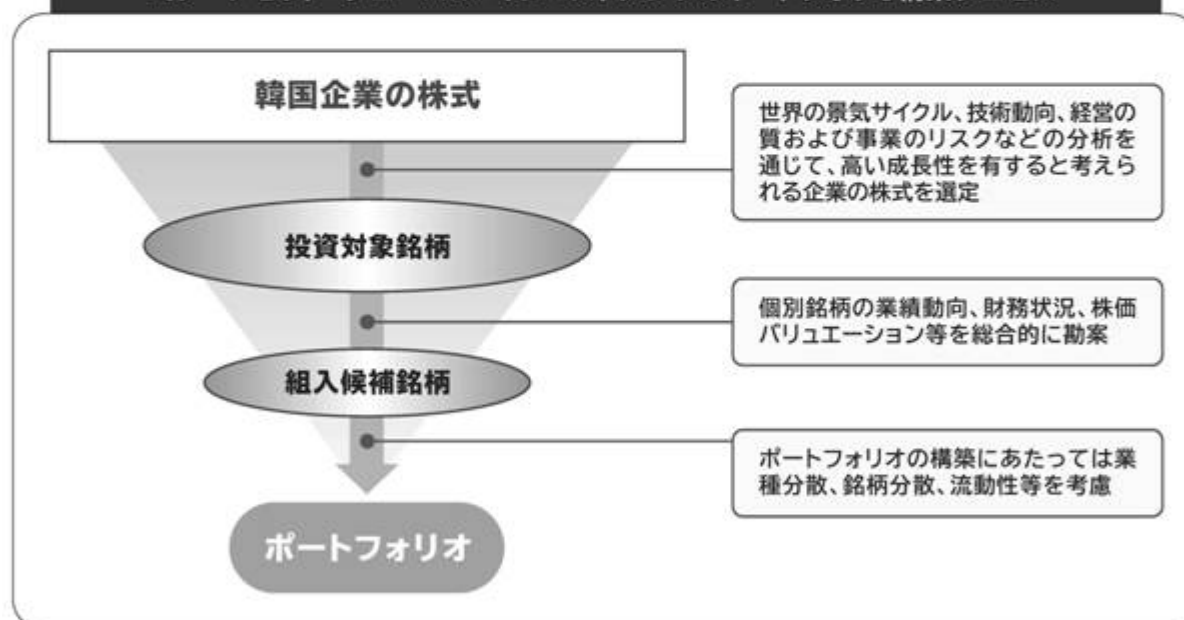 韓国企業の株式
世界の景気サイクル、技術動向、経営の
質および事業のリスクなどの分析を
通じて、高い成長性を有すると考えら
れる企業の株式を選定
投資対象銘柄
個別銘柄の業績動向、財務状況、株価
バリュエーション等を総合的に勘案
組入候補銘柄
ポートフォリオの構築にあたっては業
種分散、銘柄分散、流動性等を考慮
ポートフォリオ